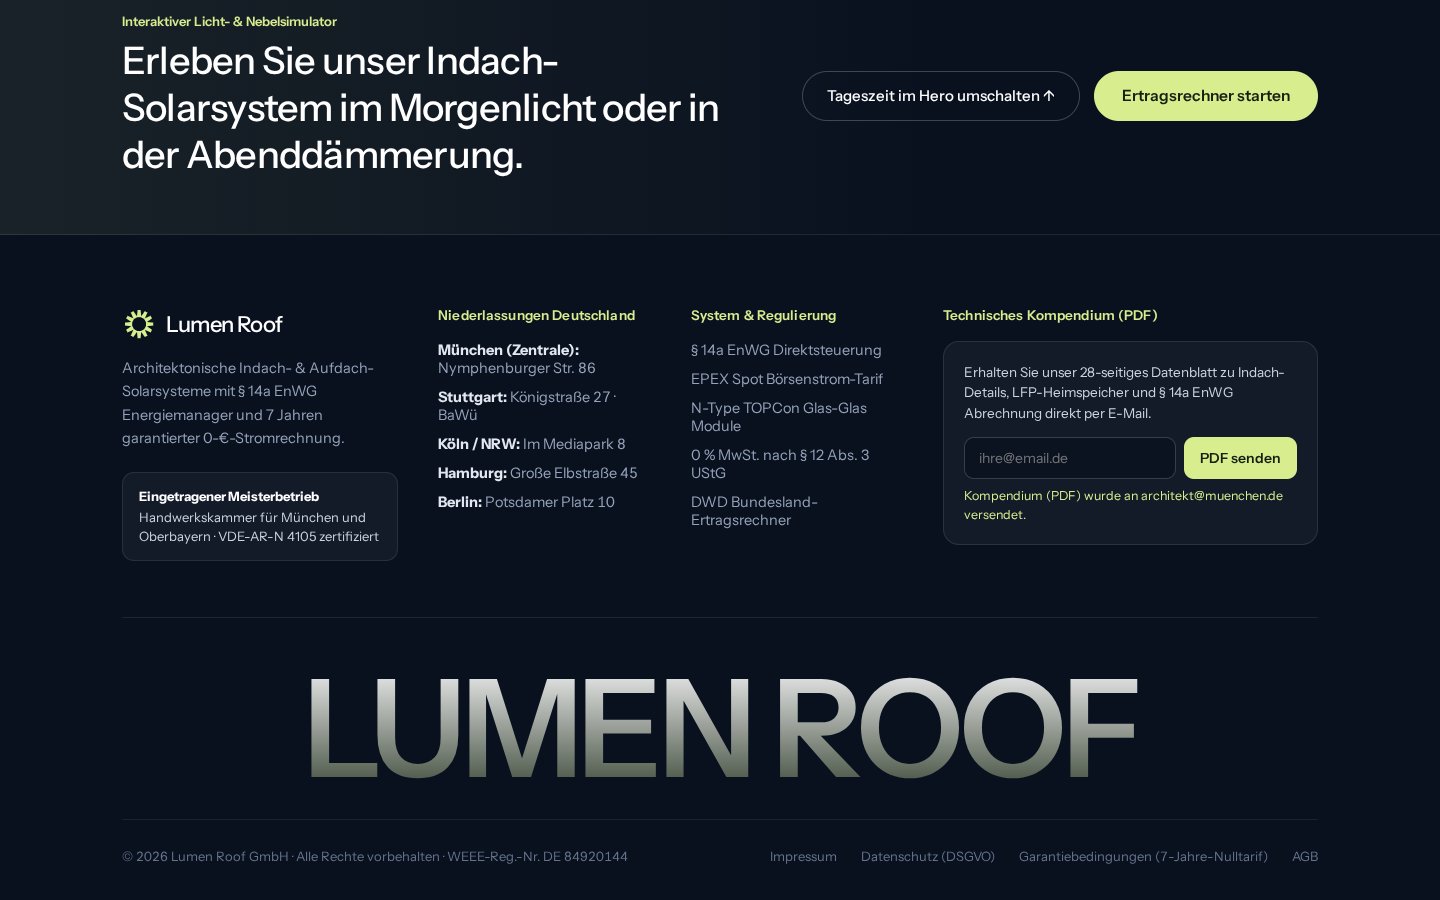 Interaktiver Licht- & Nebelsimulator
Erleben Sie unser Indach-
Solarsystem im Morgenlicht oder in
der Abenddämmerung.
Tageszeit im Hero umschalten ↑
Ertragsrechner starten
Lumen Roof
Architektonische Indach- & Aufdach-
Solarsysteme mit § 14a EnWG
Energiemanager und 7 Jahren
garantierter 0-€-Stromrechnung.
Eingetragener Meisterbetrieb
Handwerkskammer für München und
Oberbayern · VDE-AR-N 4105 zertifiziert
Niederlassungen Deutschland
München (Zentrale):
Nymphenburger Str. 86
Stuttgart: Königstraße 27 ·
BaWü
Köln / NRW: Im Mediapark 8
Hamburg: Große Elbstraße 45
Berlin: Potsdamer Platz 10
System & Regulierung
§ 14a EnWG Direktsteuerung
EPEX Spot Börsenstrom-Tarif
N-Type TOPCon Glas-Glas
Module
0 % MwSt. nach § 12 Abs. 3
UStG
DWD Bundesland-
Ertragsrechner
Technisches Kompendium (PDF)
Erhalten Sie unser 28-seitiges Datenblatt zu Indach-
Details, LFP-Heimspeicher und § 14a EnWG
Abrechnung direkt per E-Mail.
ihre@email.de
PDF senden
Kompendium (PDF) wurde an architekt@muenchen.de
versendet.
LUMEN ROOF
© 2026 Lumen Roof GmbH · Alle Rechte vorbehalten · WEEE-Reg.-Nr. DE 84920144
Impressum
Datenschutz (DSGVO)
Garantiebedingungen (7-Jahre-Nulltarif)
AGB